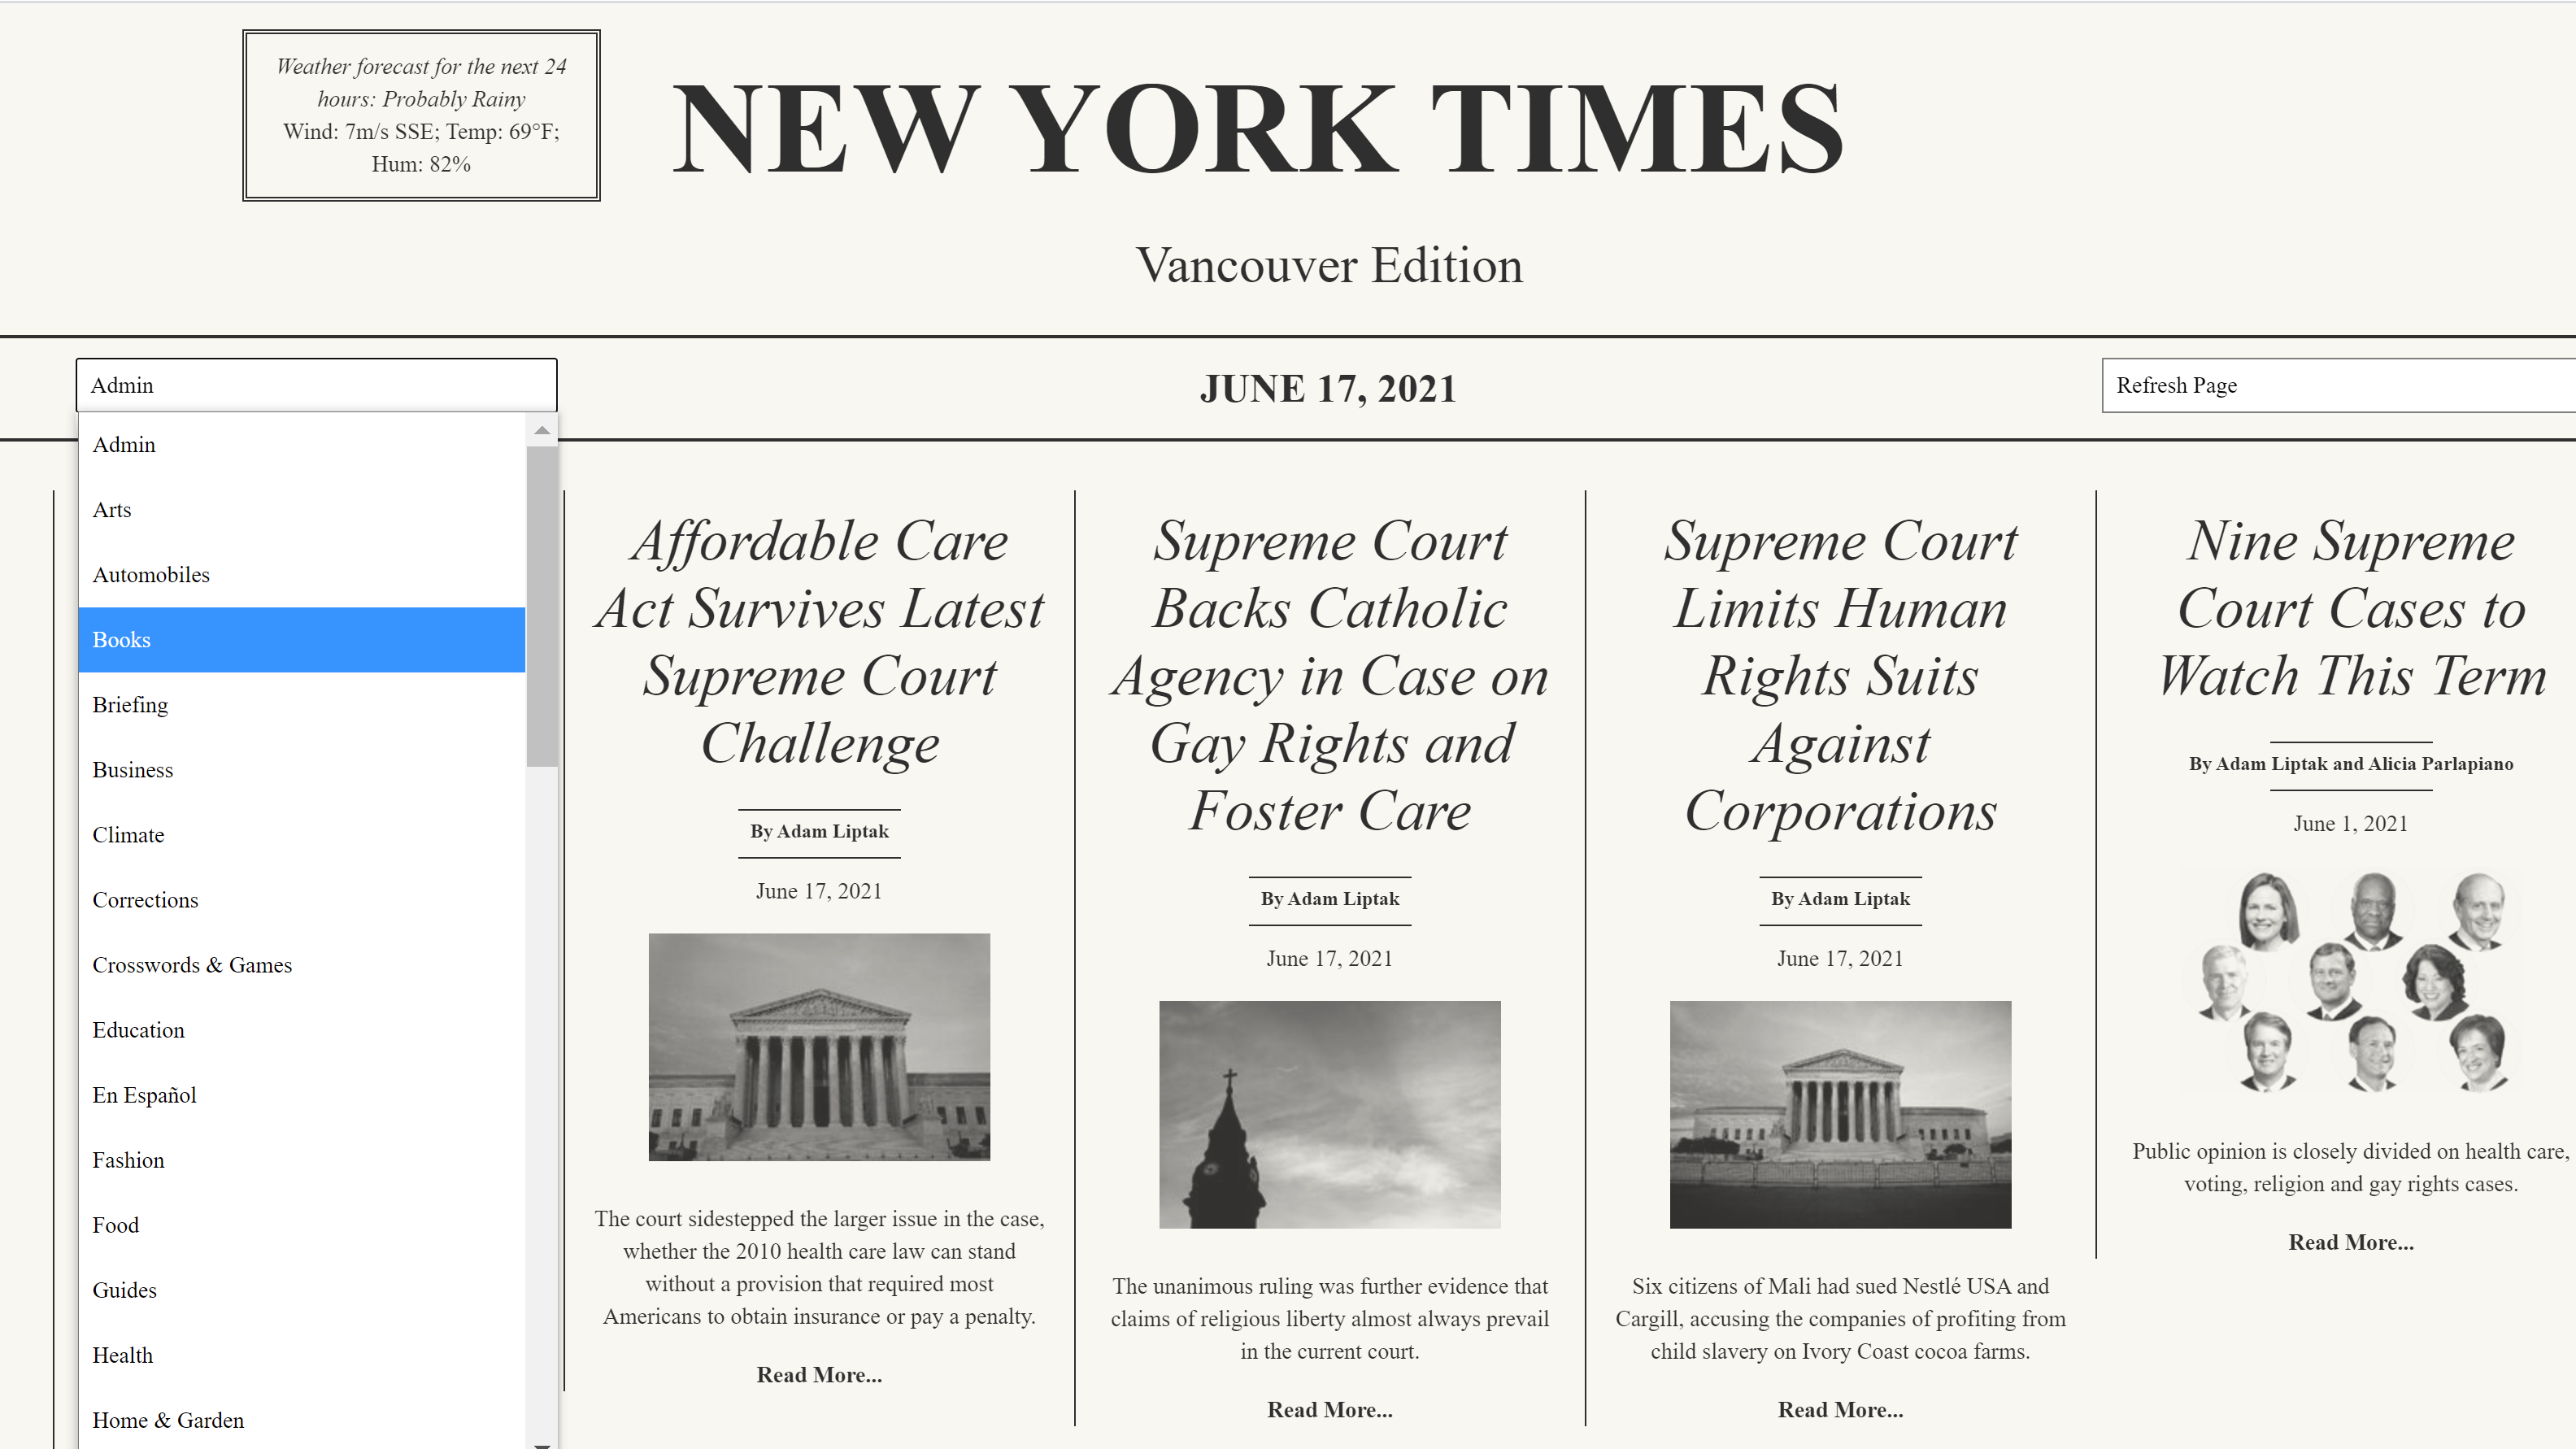 Weather forecast for the next 24
hours: Probably Rainy
Wind: 7m/s SSE; Temp: 69°F;
Hum: 82%
NEW YORK TIMES
Vancouver Edition
Admin
JUNE 17, 2021
Refresh Page
Admin
Arts
Automobiles
Books
Briefing
Business
Climate
Corrections
Crosswords & Games
Education
En Español
Fashion
Food
Guides
Health
Home & Garden
Affordable Care
Act Survives Latest
Supreme Court
Challenge
By Adam Liptak
June 17, 2021
The court sidestepped the larger issue in the case,
whether the 2010 health care law can stand
without a provision that required most
Americans to obtain insurance or pay a penalty.
Read More...
Supreme Court
Backs Catholic
Agency in Case on
Gay Rights and
Foster Care
By Adam Liptak
June 17, 2021
The unanimous ruling was further evidence that
claims of religious liberty almost always prevail
in the current court.
Read More...
Supreme Court
Limits Human
Rights Suits
Against
Corporations
By Adam Liptak
June 17, 2021
Six citizens of Mali had sued Nestlé USA and
Cargill, accusing the companies of profiting from
child slavery on Ivory Coast cocoa farms.
Read More...
Nine Supreme
Court Cases to
Watch This Term
By Adam Liptak and Alicia Parlapiano
June 1, 2021
Public opinion is closely divided on health care,
voting, religion and gay rights cases.
Read More...